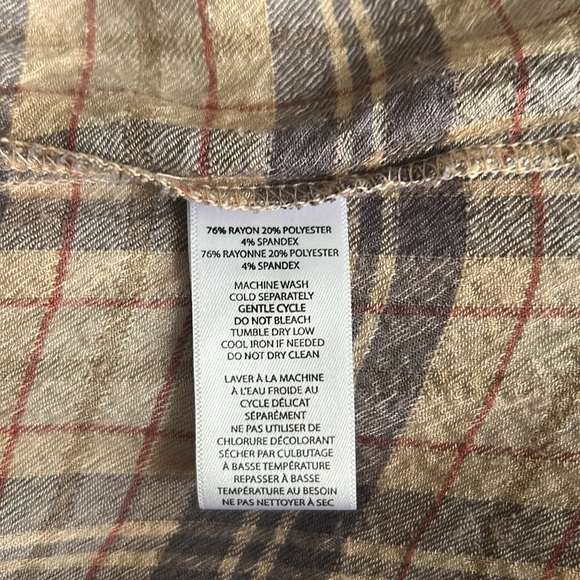 76% RAYON 20% POLYESTER
4% SPANDEX
76% RAYONNE 20% POLYESTER
4% SPANDEX
MACHINE WASH
COLD SEPARATELY
GENTLE CYCLE
DO NOT BLEACH
TUMBLE DRY LOW
COOL IRON IF NEEDED
DO NOT DRY CLEAN
LAVER À LA MACHINE
À L'EAU FROIDE AU
CYCLE DÉLICAT
SÉPARÉMENT
NE PAS UTILISER DE
CHLORURE DÉCOLORANT
SÉCHER PAR CULBUTAGE
À BASSE TEMPÉRATURE
REPASSER À BASSE
TEMPÉRATURE AU BESOIN
NE PAS NETTOYER À SEC